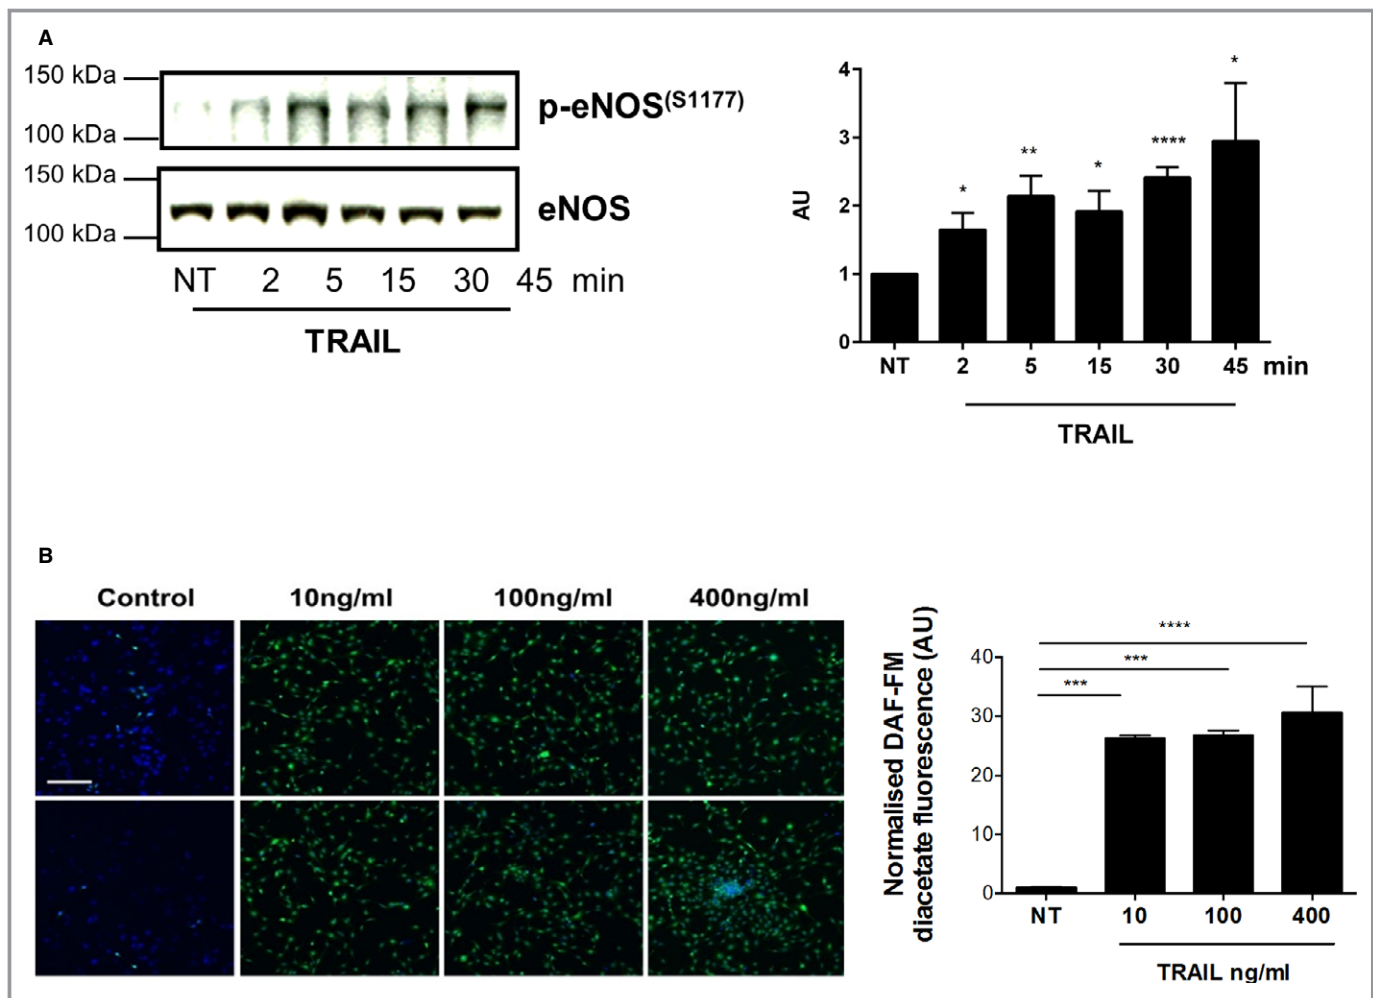 A
150 kDa
100 kDa
p-eNOS(S1177)
150 kDa
100 kDa
eNOS
NT 2 5 15 30 45 min
TRAIL
4
3
2
1
0
AU
*
**
*
****
*
NT 2 5 15 30 45 min
TRAIL
B
Control 10ng/ml 100ng/ml 400ng/ml
Normalised DAF-FM
diacetate fluorescence (AU)
40
30
20
10
0
****
***
***
NT 10 100 400
TRAIL ng/ml